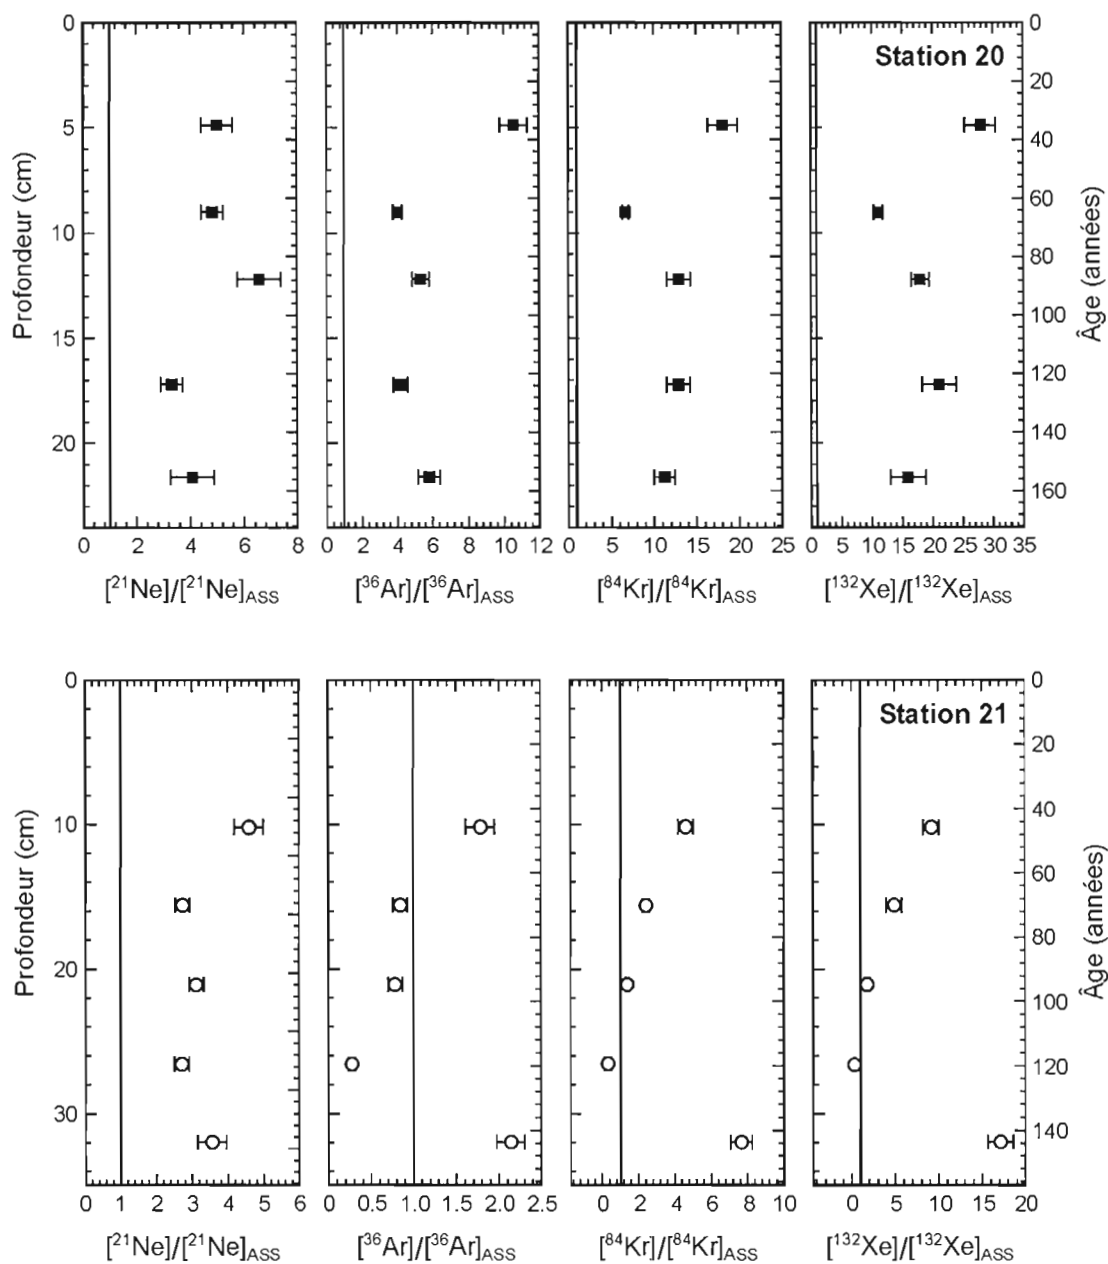 Station 20
Profondeur (cm)
0
5
10
15
20
0 2 4 6 8
0 2 4 6 8 10 12
0 5 10 15 20 25
0 5 10 15 20 25 30 35
0
20
40
60
80
100
120
140
160
Âge (années)
[²¹Ne]/[²¹Ne]ASS
[³⁶Ar]/[³⁶Ar]ASS
[⁸⁴Kr]/[⁸⁴Kr]ASS
[¹³²Xe]/[¹³²Xe]ASS
Station 21
Profondeur (cm)
0
10
20
30
0 1 2 3 4 5 6
0 0.5 1.0 1.5 2.0 2.5
0 2 4 6 8 10
0 5 10 15 20
0
20
40
60
80
100
120
140
Âge (années)
[²¹Ne]/[²¹Ne]ASS
[³⁶Ar]/[³⁶Ar]ASS
[⁸⁴Kr]/[⁸⁴Kr]ASS
[¹³²Xe]/[¹³²Xe]ASS